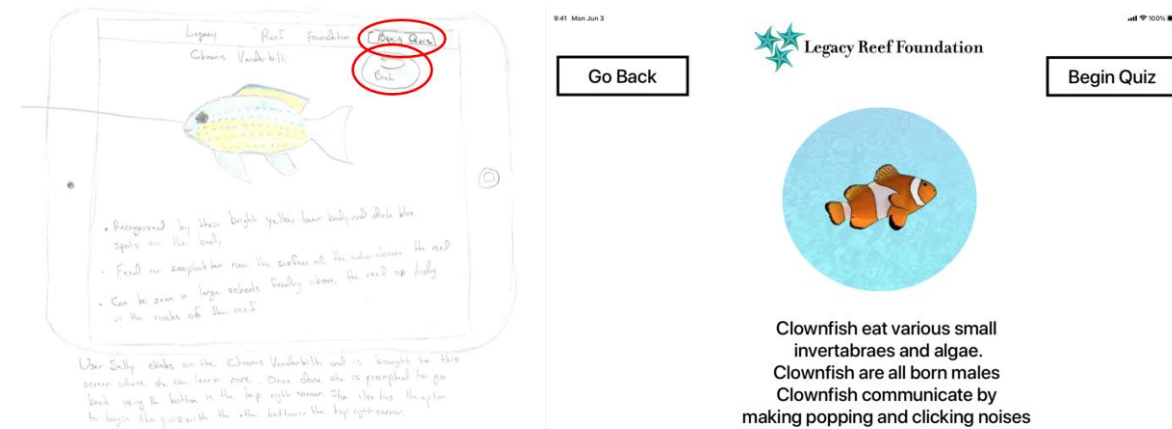 Legacy Reef Foundation Begin Quiz
Chromis Vanderbilti
Back
• Recognized by their bright yellow lower body and dark blue
spots on the body
• Feed on zooplankton near the surface of the water above the reef
• Can be seen in large schools feeding above the reef or hiding
in the rocks of the reef
User Sally clicks on the Chromis Vanderbilti and is brought to this
screen where she can learn more. Once done she is prompted to go
back using the button in the top right corner. She also has the option
to begin the quiz with the other button in the top right corner.
9:41 Mon Jun 3
100%
Go Back
Legacy Reef Foundation
Begin Quiz
Clownfish eat various small
invertabraes and algae.
Clownfish are all born males
Clownfish communicate by
making popping and clicking noises